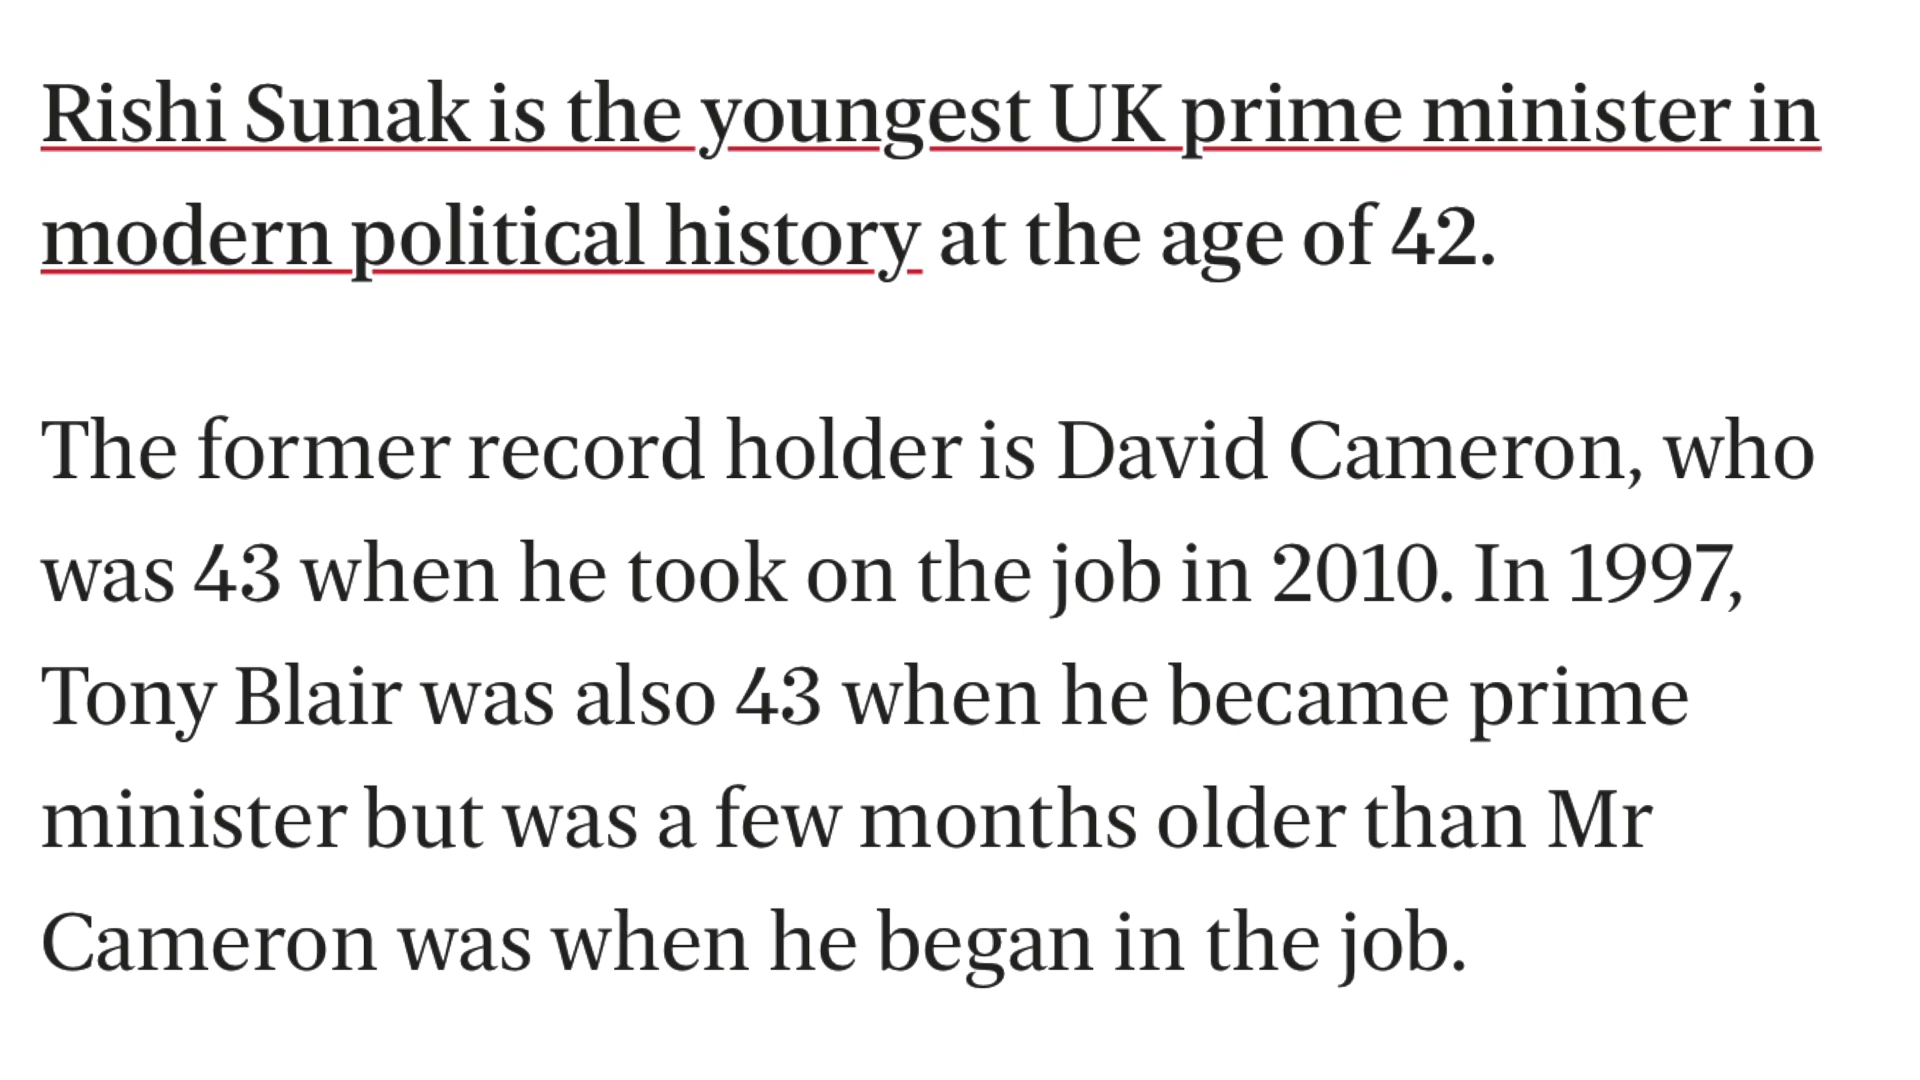 Rishi Sunak is the youngest UK prime minister in
modern political history at the age of 42.
The former record holder is David Cameron, who
was 43 when he took on the job in 2010. In 1997,
Tony Blair was also 43 when he became prime
minister but was a few months older than Mr
Cameron was when he began in the job.